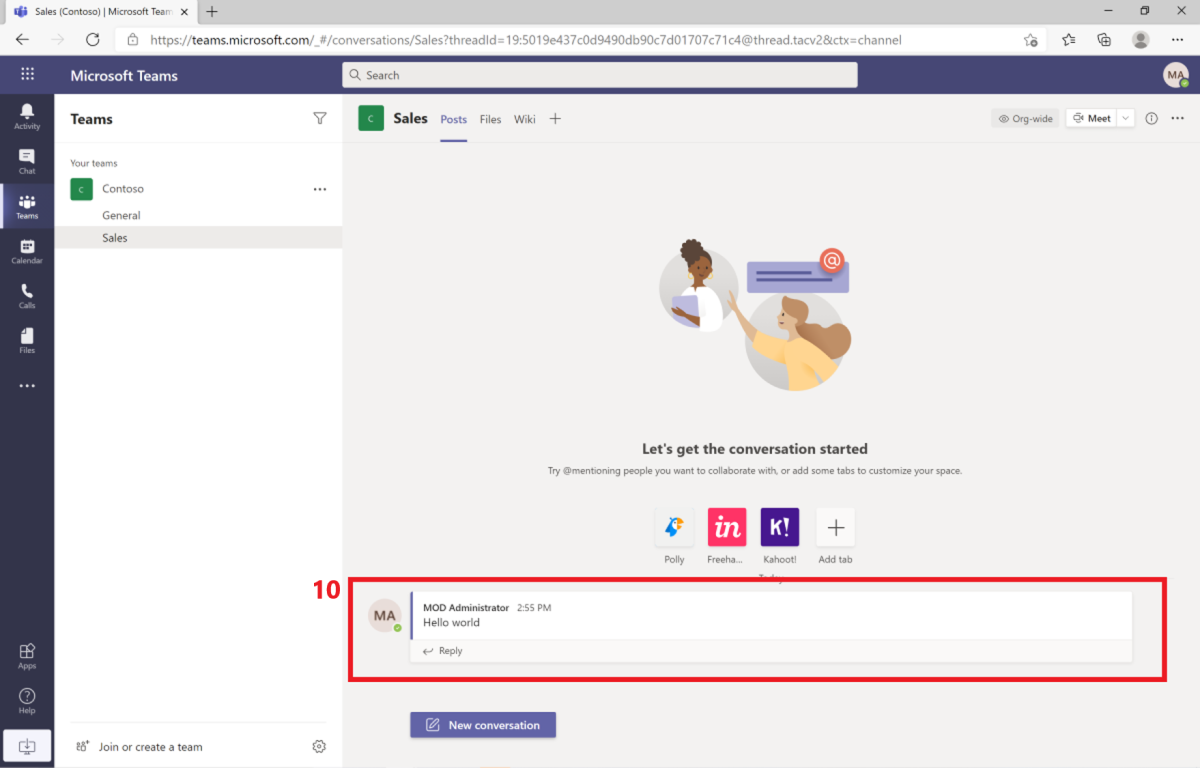 Sales (Contoso) | Microsoft Team
https://teams.microsoft.com/_#/conversations/Sales?threadId=19:5019e437c0d9490db90c7d01707c71c4@thread.tacv2&ctx=channel
Microsoft Teams
Search
MA
Activity
Chat
Teams
Calendar
Calls
Files
Apps
Help
Teams
Your teams
C Contoso
General
Sales
Join or create a team
C Sales Posts Files Wiki
Org-wide Meet
@
Let's get the conversation started
Try @mentioning people you want to collaborate with, or add some tabs to customize your space.
in K!
Polly Freeha... Kahoot! Add tab
Today
10
MA
MOD Administrator 2:55 PM
Hello world
Reply
New conversation